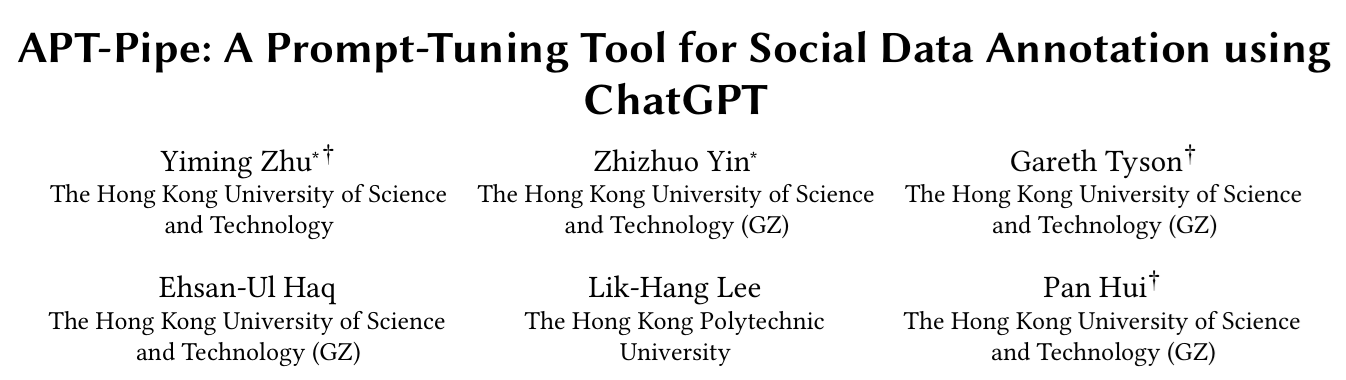 APT-Pipe: A Prompt-Tuning Tool for Social Data Annotation using
ChatGPT
Yiming Zhu*†
The Hong Kong University of Science
and Technology
Zhizhuo Yin*
The Hong Kong University of Science
and Technology (GZ)
Gareth Tyson†
The Hong Kong University of Science
and Technology (GZ)
Ehsan-Ul Haq
The Hong Kong University of Science
and Technology (GZ)
Lik-Hang Lee
The Hong Kong Polytechnic
University
Pan Hui†
The Hong Kong University of Science
and Technology (GZ)